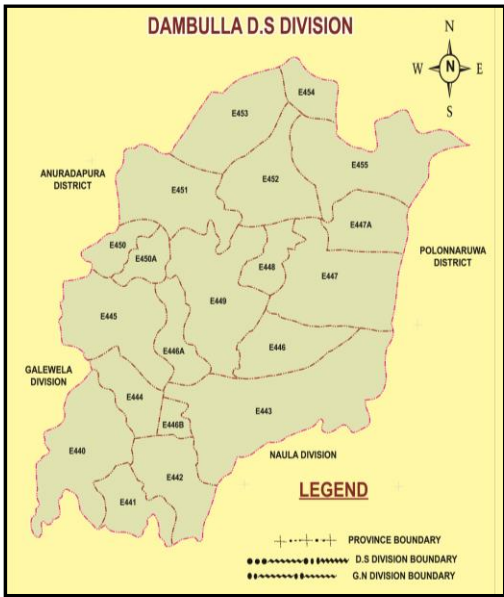 DAMBULLA D.S DIVISION
N
W N E
S
E454
E453
E455
E452
ANURADAPURA
DISTRICT
E451
E447A
E450
E450A
E448
POLONNARUWA
DISTRICT
E447
E449
E445
E446
E446A
GALEWELA
DIVISION
E444
E443
E446B
E440
E442
NAULA DIVISION
E441
LEGEND
PROVINCE BOUNDARY
D.S DIVISION BOUNDARY
G.N DIVISION BOUNDARY